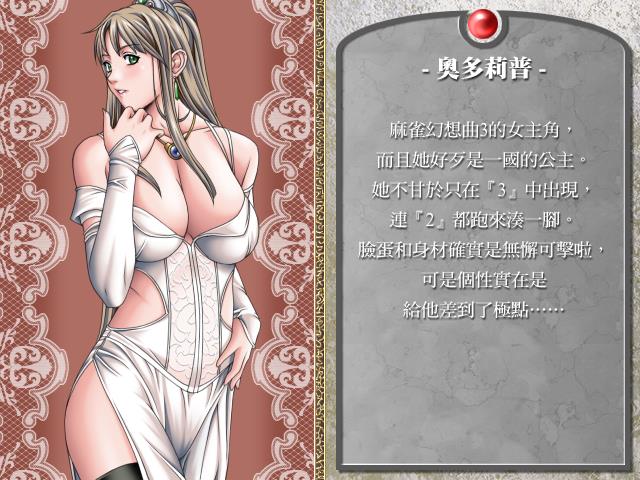 - 奧多莉普 -
麻雀幻想曲3的女主角，
而且她好歹是一國的公主。
她不甘於只在『3』中出現，
連『2』都跑來湊一腳。
臉蛋和身材確實是無懈可擊啦，
可是個性實在是
給他差到了極點⋯⋯